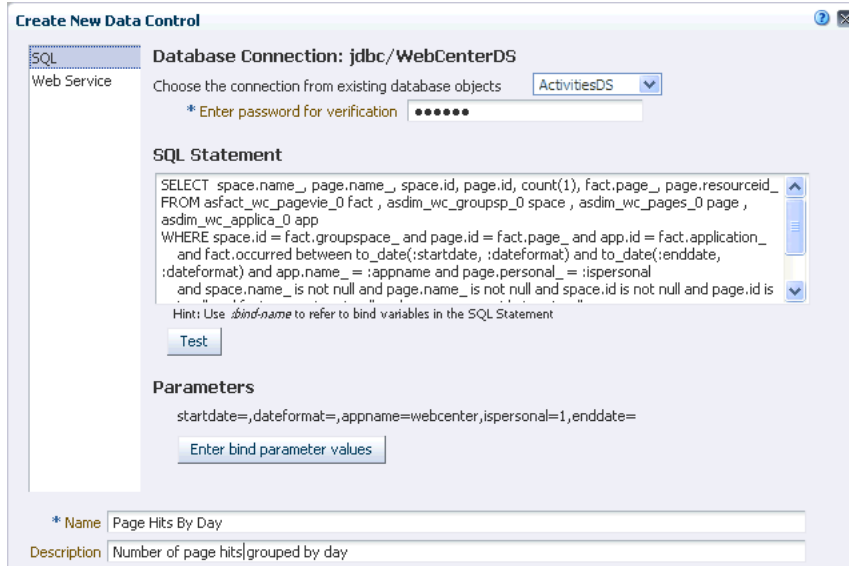 Create New Data Control
SQL
Web Service
Database Connection: jdbc/WebCenterDS
Choose the connection from existing database objects ActivitiesDS
* Enter password for verification ●●●●●●
SQL Statement
SELECT space.name_, page.name_, space.id, page.id, count(1), fact.page_, page.resourceid_
FROM asfact_wc_pagevie_0 fact , asdim_wc_groupsp_0 space , asdim_wc_pages_0 page ,
asdim_wc_applica_0 app
WHERE space.id = fact.groupspace_ and page.id = fact.page_ and app.id = fact.application_
and fact.occurred between to_date(:startdate, :dateformat) and to_date(:enddate,
:dateformat) and app.name_ = :appname and page.personal_ = :ispersonal
and space.name_ is not null and page.name_ is not null and space.id is not null and page.id is
Hint: Use :bind-name to refer to bind variables in the SQL Statement
Test
Parameters
startdate=,dateformat=,appname=webcenter,ispersonal=1,enddate=
Enter bind parameter values
* Name Page Hits By Day
Description Number of page hits grouped by day